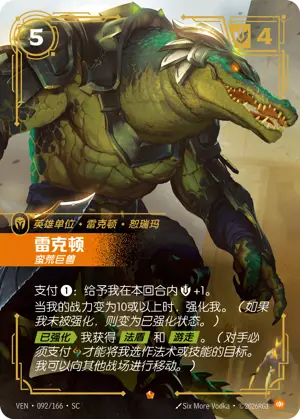 5
4
英雄单位 · 雷克顿 · 恕瑞玛
雷克顿
蛮荒巨兽
支付①：给予我在本回合内 +1。
当我的战力变为10或以上时，强化我。（如果
我未被强化，则变为已强化状态。）
已强化 我获得 法盾 和 游走 。（对手必
须支付 才能将我选作法术或技能的目标。
我可以向其他战场进行移动。）
VEN · 092/166 · SC
Six More Vodka
©2026RGI